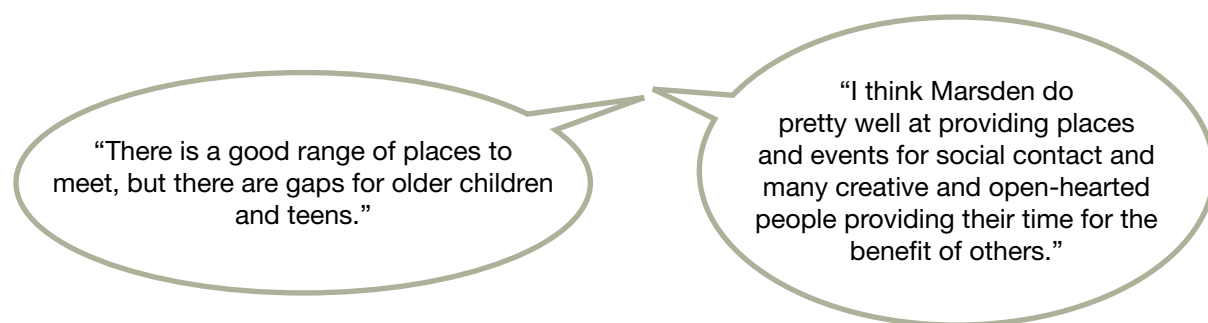 “There is a good range of places to
meet, but there are gaps for older children
and teens.”
“I think Marsden do
pretty well at providing places
and events for social contact and
many creative and open-hearted
people providing their time for the
benefit of others.”